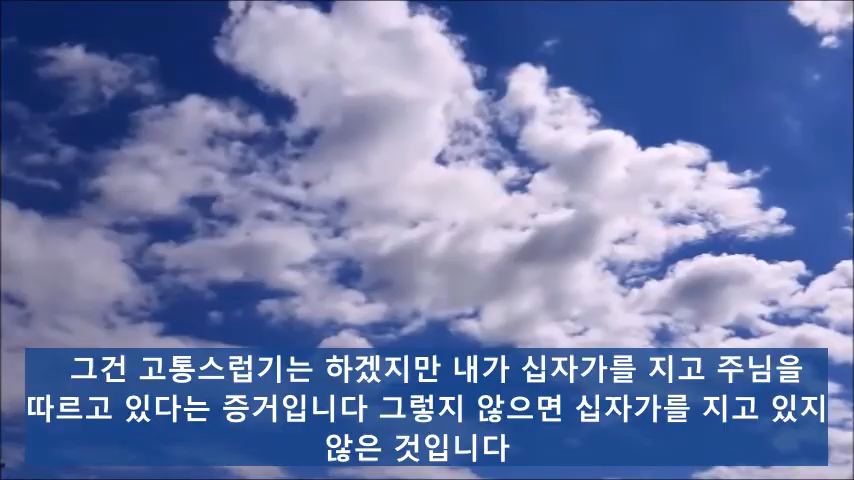 그건 고통스럽기는 하겠지만 내가 십자가를 지고 주님을
따르고 있다는 증거입니다 그렇지 않으면 십자가를 지고 있지
않은 것입니다